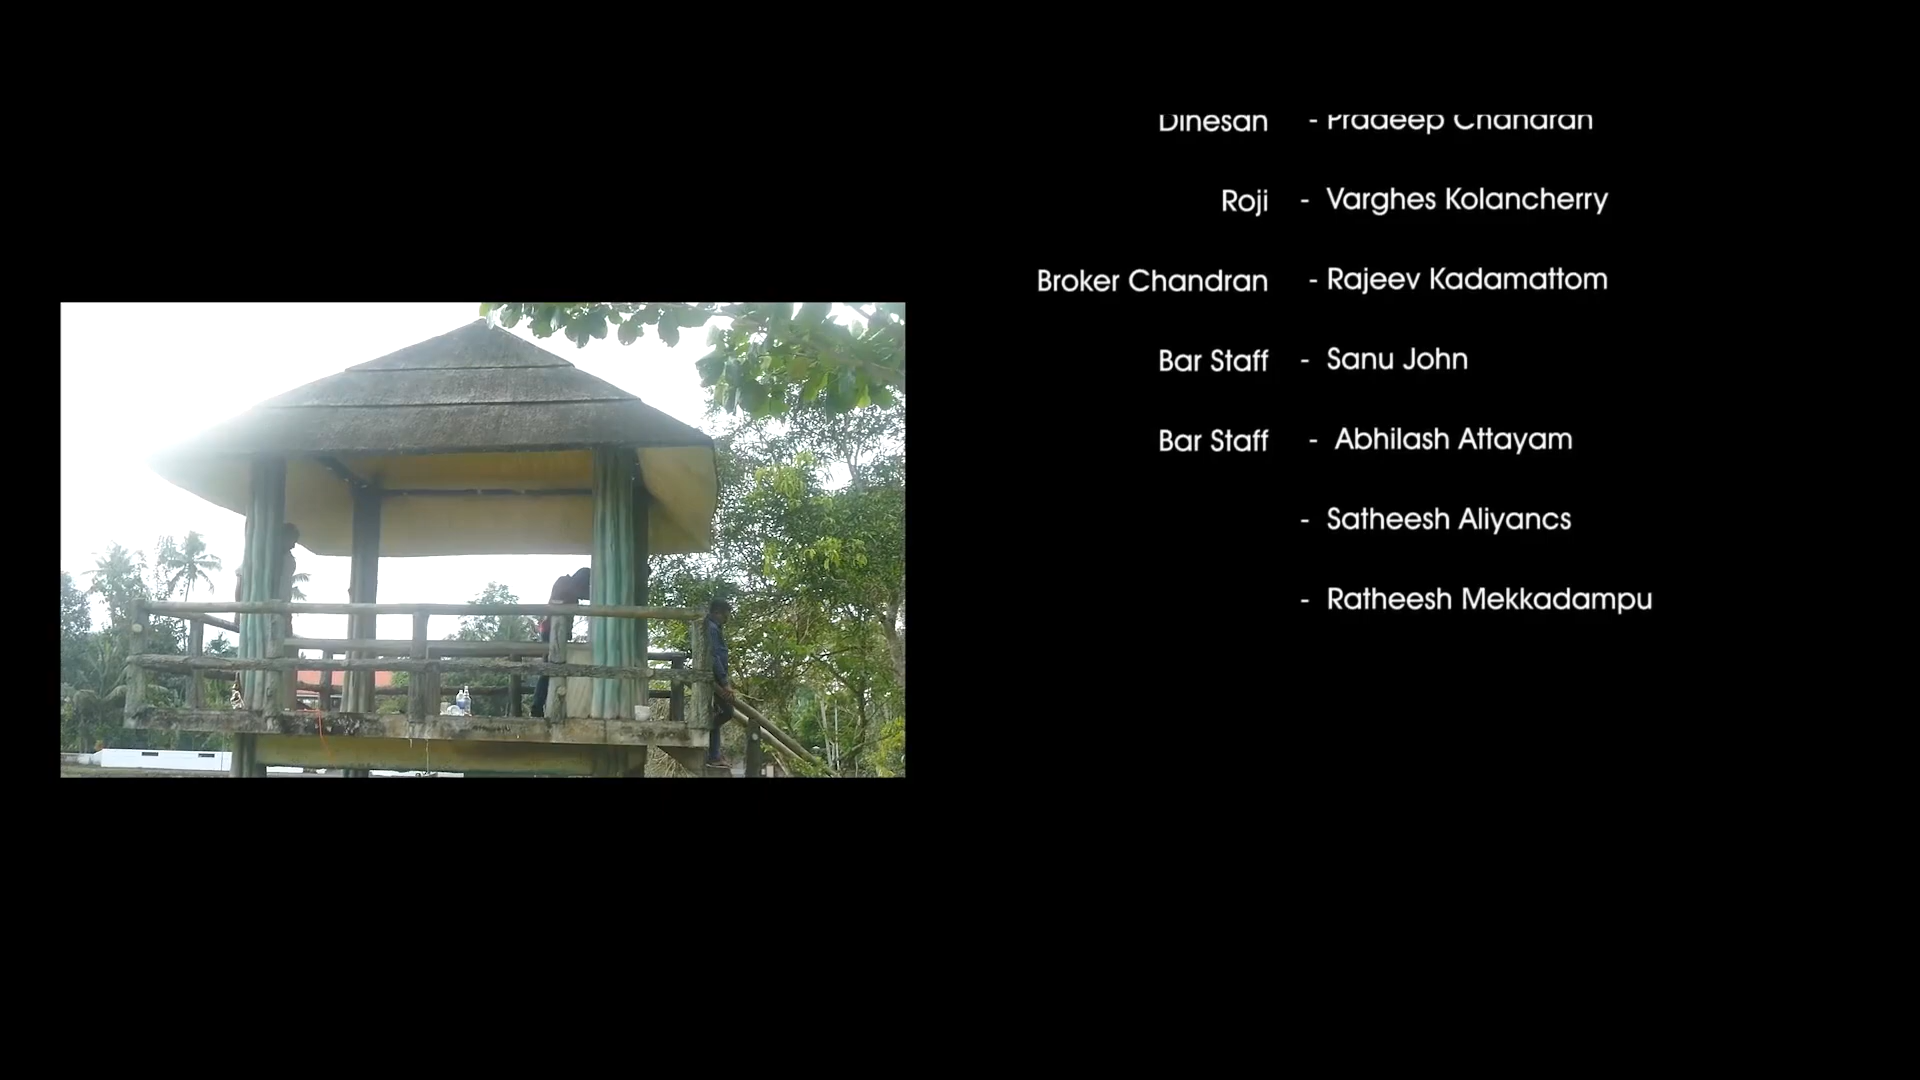 Dinesan - Pradeep Chandran
Roji - Varghes Kolancherry
Broker Chandran - Rajeev Kadamattom
Bar Staff - Sanu John
Bar Staff - Abhilash Attayam
- Satheesh Aliyancs
- Ratheesh Mekkadampu